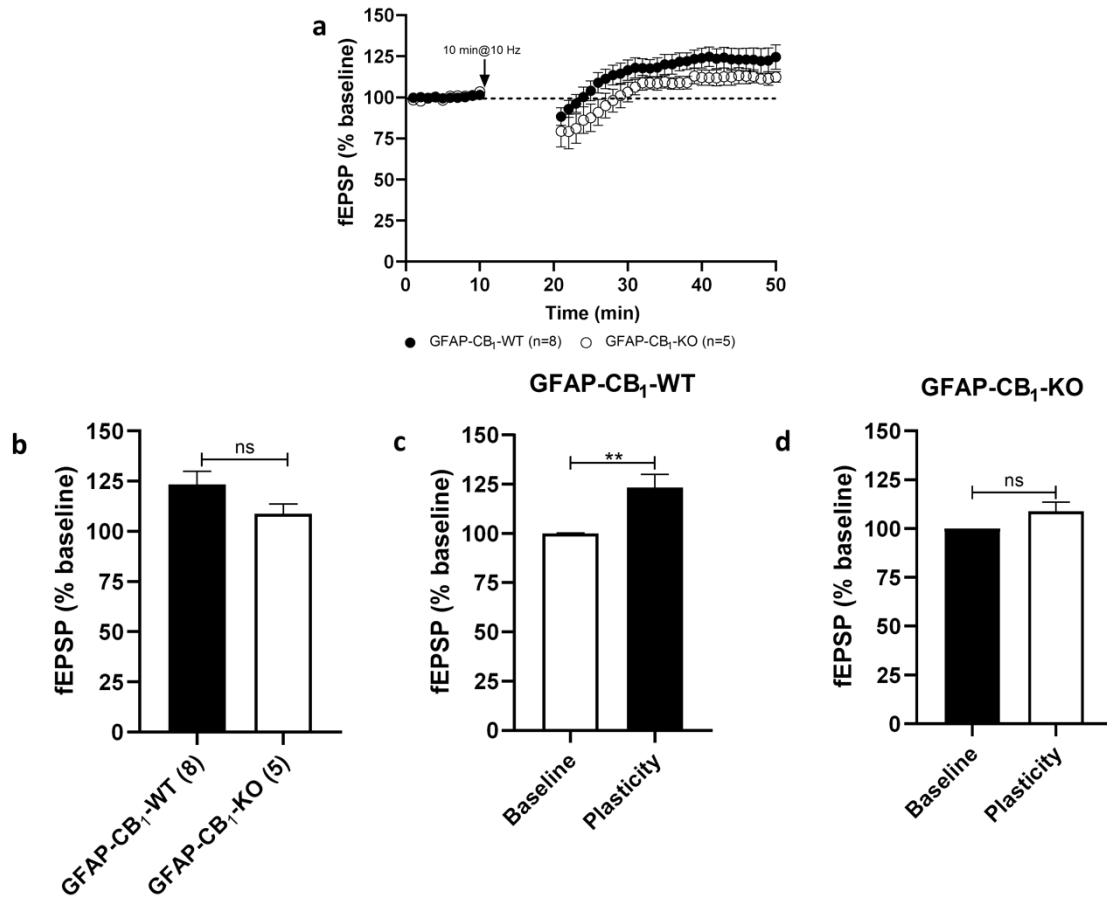 a
10 min@10 Hz
fEPSP (% baseline)
150
125
100
75
50
25
0
0 10 20 30 40 50
Time (min)
● GFAP-CB₁-WT (n=8) ○ GFAP-CB₁-KO (n=5)
b
ns
fEPSP (% baseline)
150
125
100
75
50
25
0
GFAP-CB₁-WT (8)
GFAP-CB₁-KO (5)
GFAP-CB₁-WT
c
**
fEPSP (% baseline)
150
125
100
75
50
25
0
Baseline
Plasticity
GFAP-CB₁-KO
d
ns
fEPSP (% baseline)
150
125
100
75
50
25
0
Baseline
Plasticity